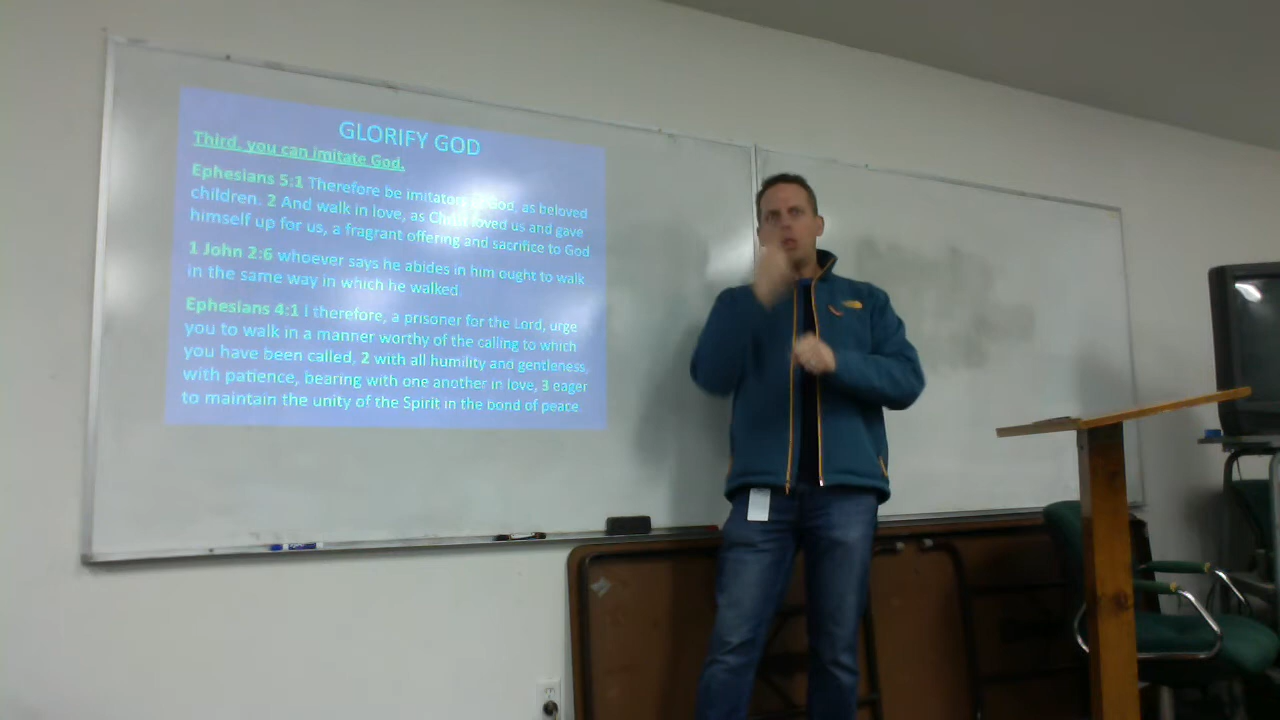 GLORIFY GOD
Third, you can imitate God.
Ephesians 5:1 Therefore be imitators of God, as beloved
children. 2 And walk in love, as Christ loved us and gave
himself up for us, a fragrant offering and sacrifice to God
1 John 2:6 whoever says he abides in him ought to walk
in the same way in which he walked.
Ephesians 4:1 I therefore, a prisoner for the Lord, urge
you to walk in a manner worthy of the calling to which
you have been called, 2 with all humility and gentleness,
with patience, bearing with one another in love, 3 eager
to maintain the unity of the Spirit in the bond of peace.